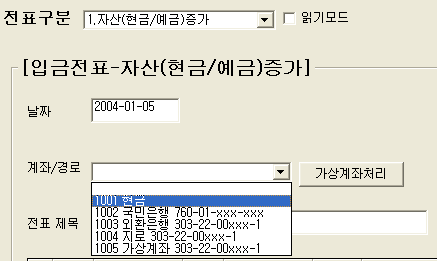 전표구분 1.자산(현금/예금)증가 읽기모드
[입금전표-자산(현금/예금)증가]
날짜 2004-01-05
계좌/경로 가상계좌처리
1001 현금
1002 국민은행 760-01-xxx-xxx
1003 외환은행 303-22-00xxx-1
1004 지로 303-22-00xxx-1
1005 가상계좌 303-22-00xxx-1
전표 제목